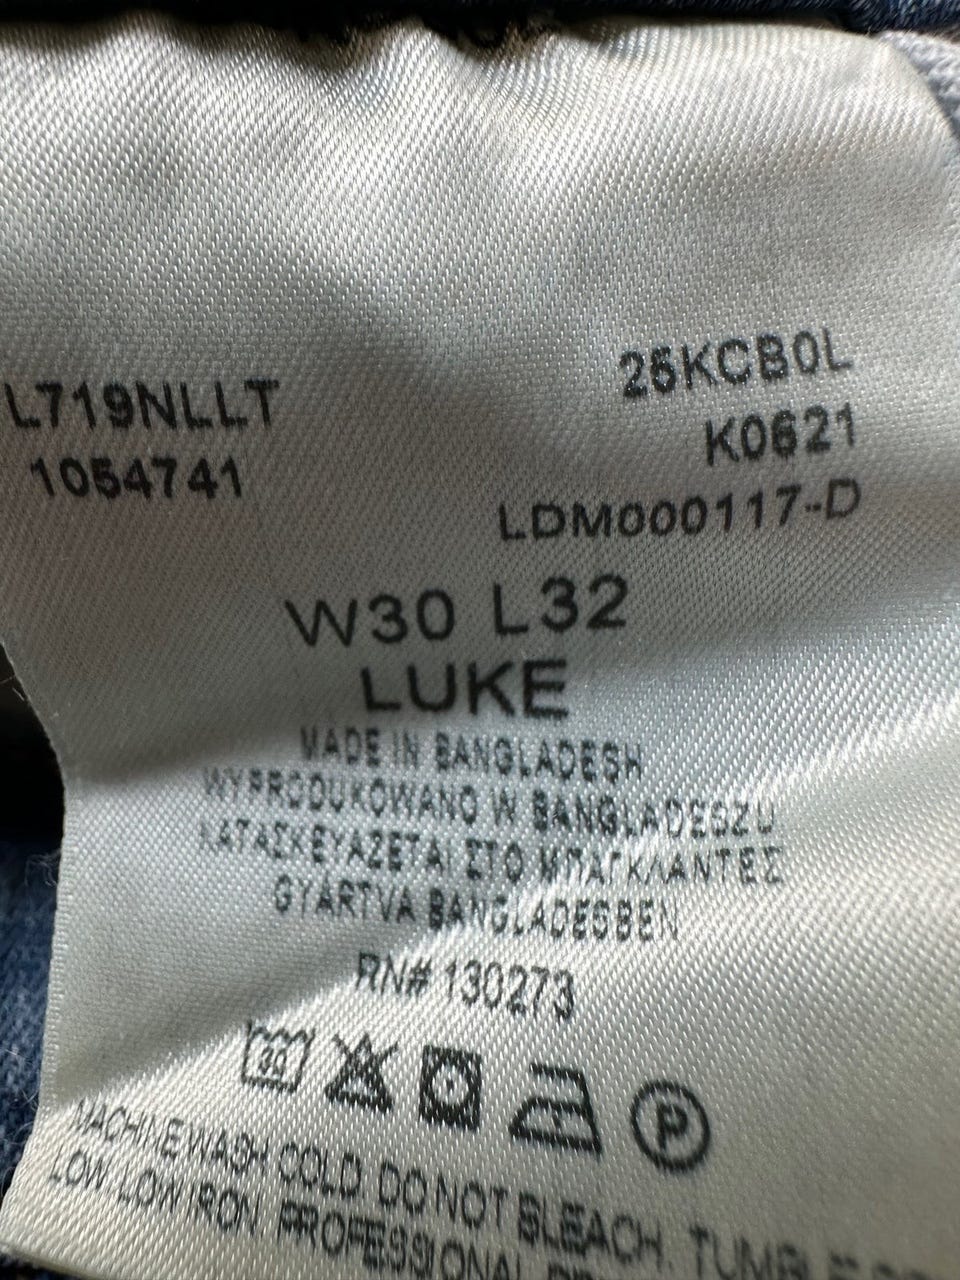 L719NLLT
1054741
25KCB0L
K0621
LDM000117-D
W30 L32
LUKE
MADE IN BANGLADESH
WYPRODUKOWANO W BANGLADESZU
ΚΑΤΑΣΚΕΥΑΖΕΤΑΙ ΣΤΟ ΜΠΑΓΚΛΑΝΤΕΣ
GYÁRTVA BANGLADESBEN
RN# 130273
30
P
MACHINE WASH COLD DO NOT BLEACH. TUMBLE
LOW LOW IRON PROFESSIONAL